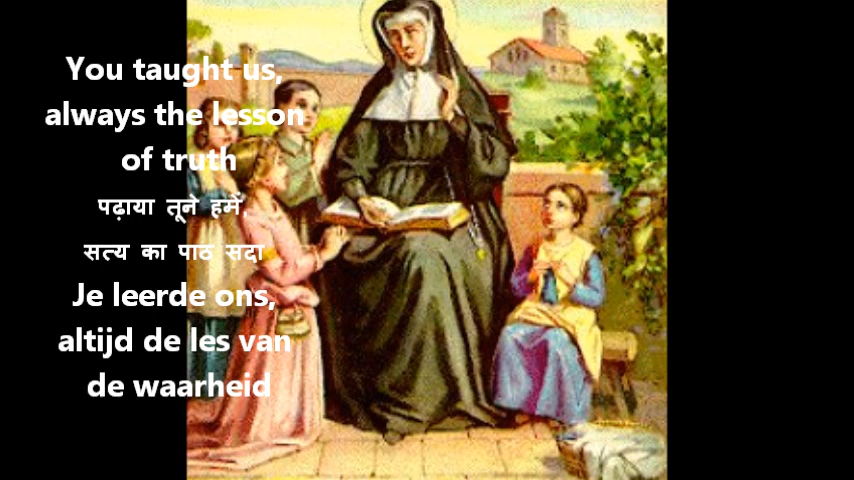 You taught us,
always the lesson
of truth
पढ़ाया तूने हमें,
सत्य का पाठ सदा
Je leerde ons,
altijd de les van
de waarheid